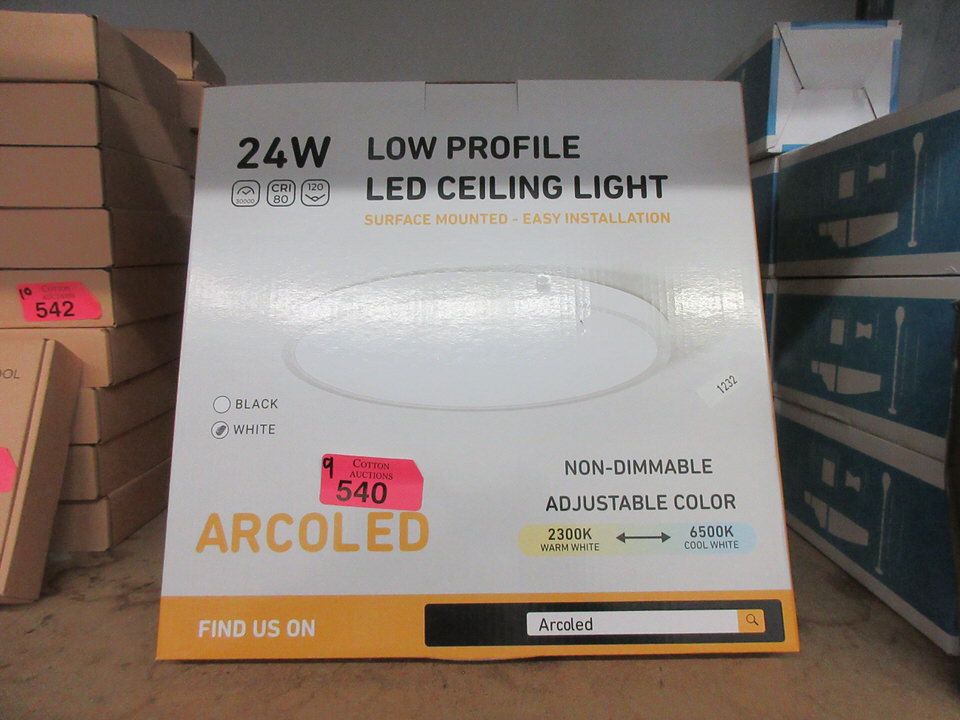 24W
LOW PROFILE
LED CEILING LIGHT
30000
CRI
80
120
SURFACE MOUNTED - EASY INSTALLATION
10
COTTON
AUCTIONS
542
OOL
1232
BLACK
WHITE
9
COTTON
AUCTIONS
540
NON-DIMMABLE
ADJUSTABLE COLOR
ARCOLED
2300K
WARM WHITE
6500K
COOL WHITE
FIND US ON
Arcoled